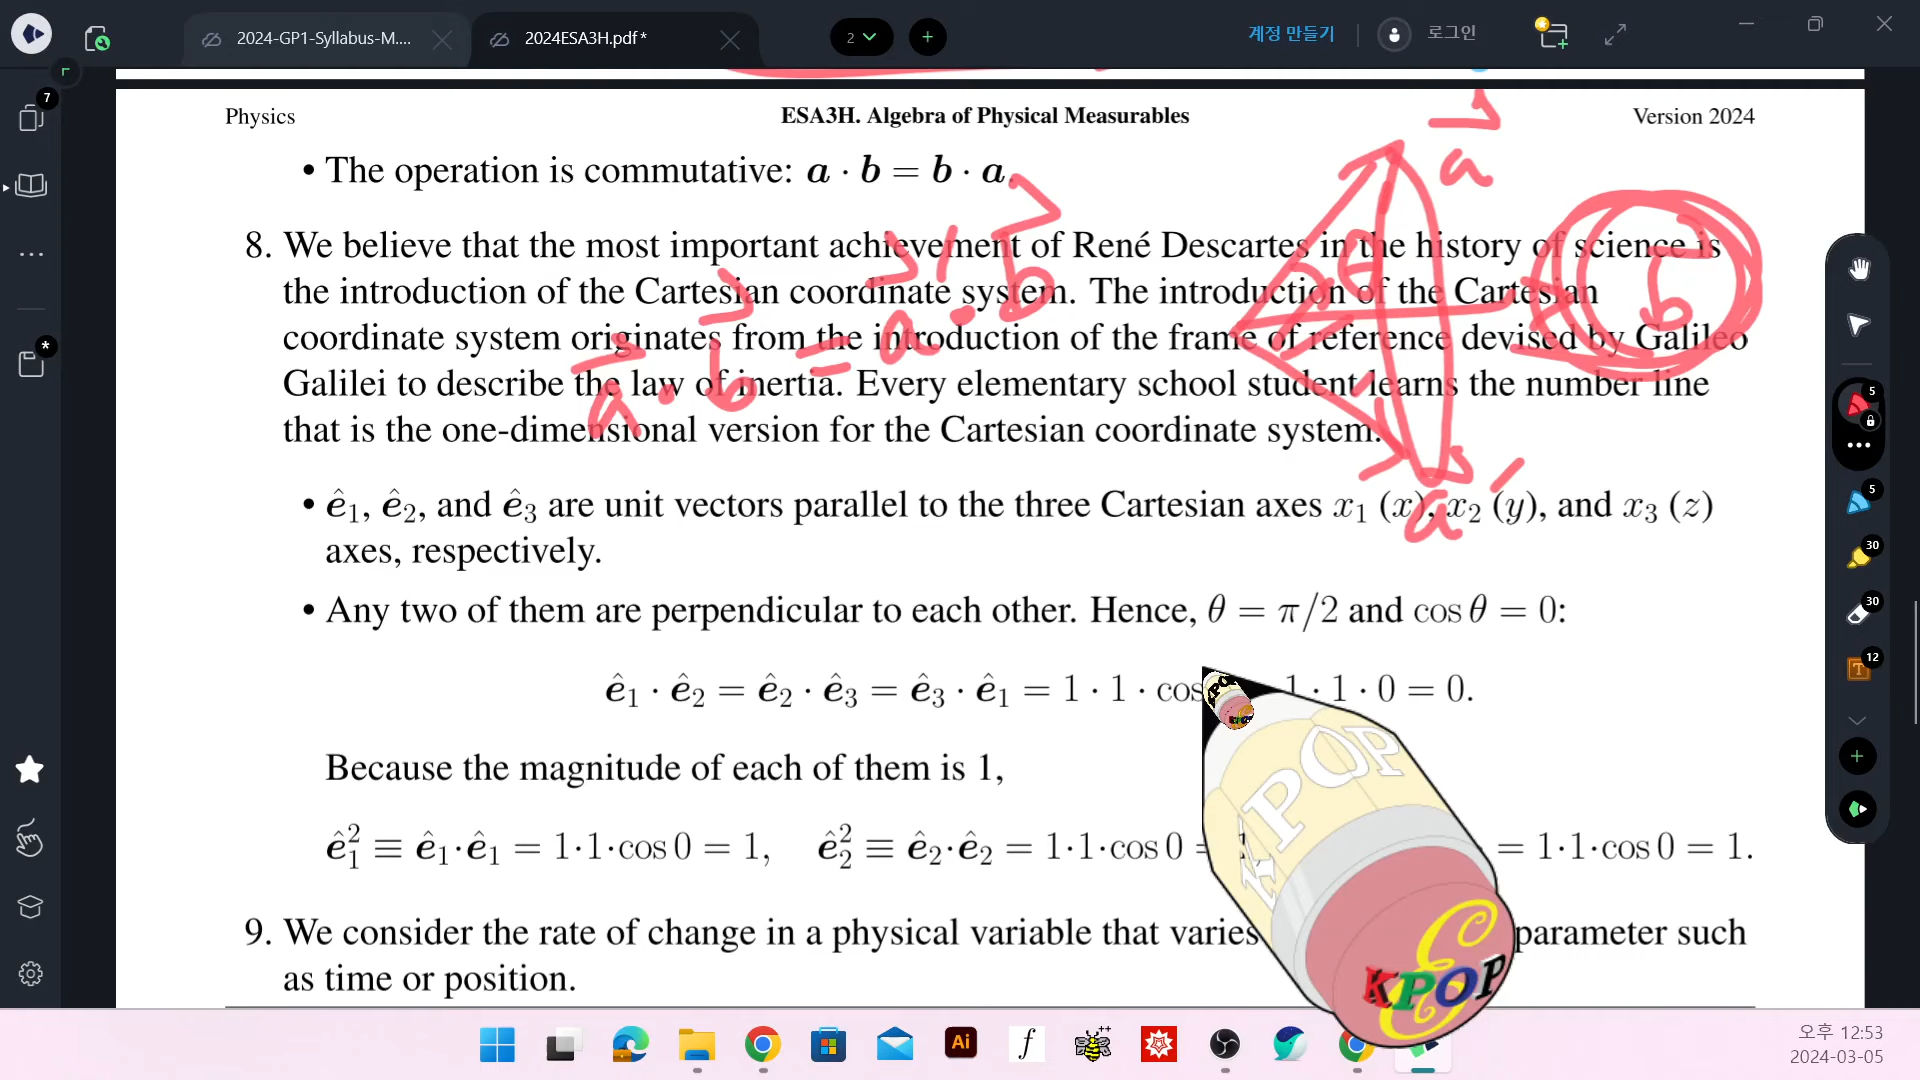 2024-GP1-Syllabus-M....
2024ESA3H.pdf*
2
계정 만들기
로그인
7
Physics
ESA3H. Algebra of Physical Measurables
Version 2024
• The operation is commutative: a · b = b · a.
8. We believe that the most important achievement of René Descartes in the history of science is
the introduction of the Cartesian coordinate system. The introduction of the Cartesian
coordinate system originates from the introduction of the frame of reference devised by Galileo
Galilei to describe the law of inertia. Every elementary school student learns the number line
that is the one-dimensional version for the Cartesian coordinate system.
a⃗ · b⃗ = a⃗' · b⃗
a⃗
b⃗
θ
a⃗'
• ê₁, ê₂, and ê₃ are unit vectors parallel to the three Cartesian axes x₁ (x), x₂ (y), and x₃ (z)
axes, respectively.
• Any two of them are perpendicular to each other. Hence, θ = π/2 and cos θ = 0:
ê₁ · ê₂ = ê₂ · ê₃ = ê₃ · ê₁ = 1 · 1 · cos 1 · 1 · 0 = 0.
Because the magnitude of each of them is 1,
ê₁² ≡ ê₁·ê₁ = 1·1·cos 0 = 1, ê₂² ≡ ê₂·ê₂ = 1·1·cos 0 = 1·1·cos 0 = 1.
9. We consider the rate of change in a physical variable that varies parameter such
as time or position.
KPOP
KPOP
KPOP
5
5
30
30
T
12
Ai
f
++
오후 12:53
2024-03-05